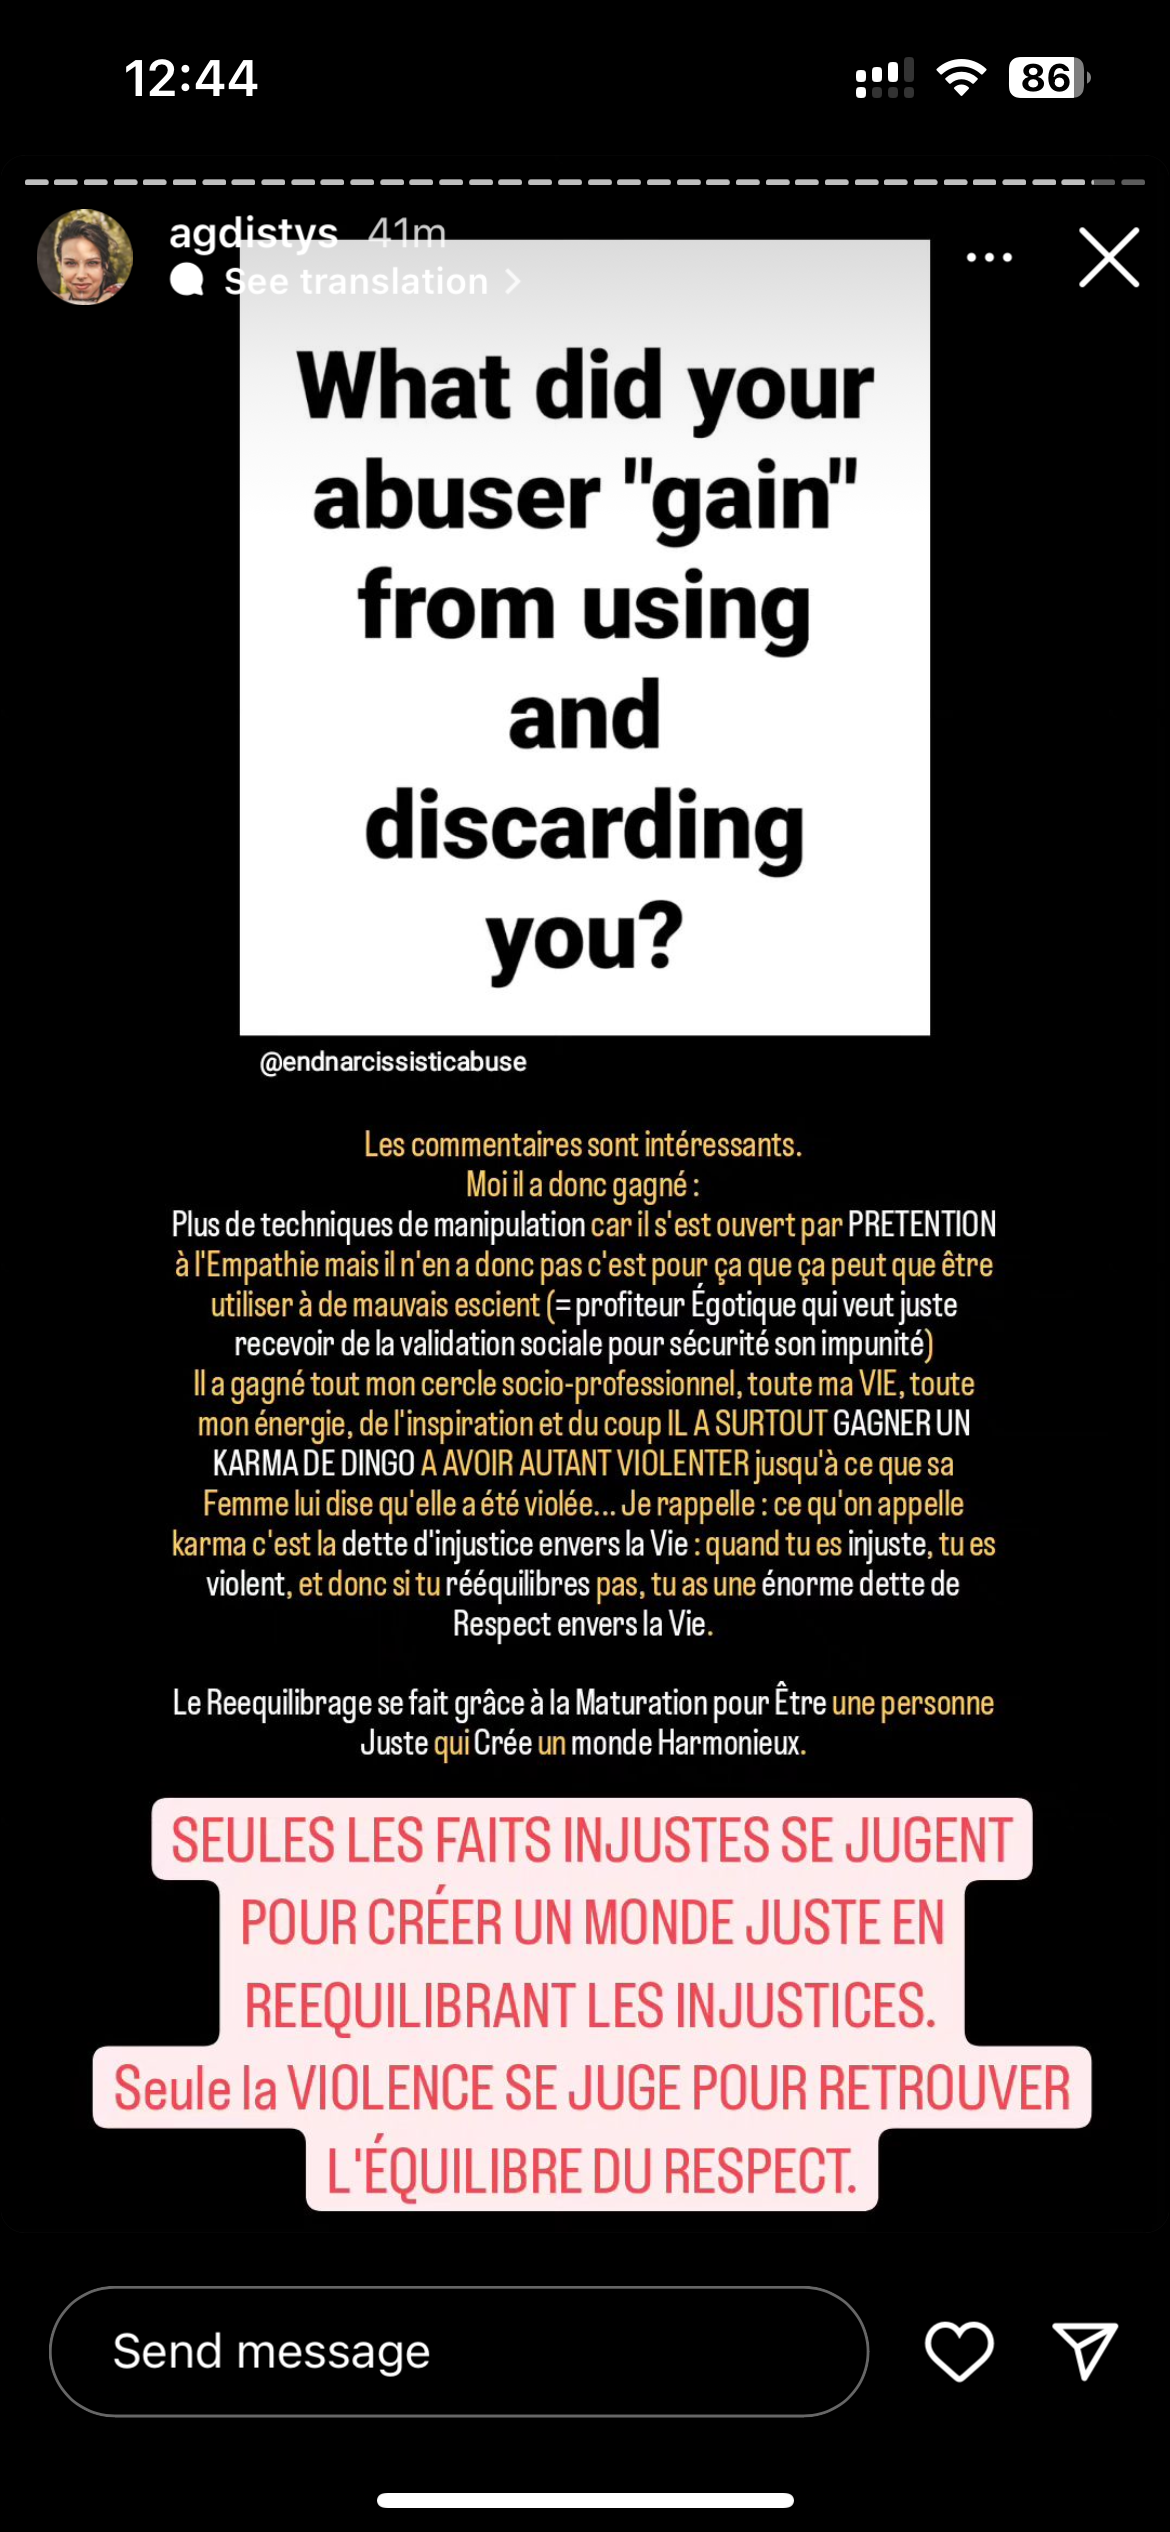 12:44
86
agdistys 41m
See translation >
What did your
abuser "gain"
from using
and
discarding
you?
@endnarcissisticabuse
Les commentaires sont intéressants.
Moi il a donc gagné :
Plus de techniques de manipulation car il s'est ouvert par PRETENTION
à l'Empathie mais il n'en a donc pas c'est pour ça que ça peut que être
utiliser à de mauvais escient (= profiteur Égotique qui veut juste
recevoir de la validation sociale pour sécurité son impunité)
Il a gagné tout mon cercle socio-professionnel, toute ma VIE, toute
mon énergie, de l'inspiration et du coup IL A SURTOUT GAGNER UN
KARMA DE DINGO A AVOIR AUTANT VIOLENTER jusqu'à ce que sa
Femme lui dise qu'elle a été violée... Je rappelle : ce qu'on appelle
karma c'est la dette d'injustice envers la Vie : quand tu es injuste, tu es
violent, et donc si tu rééquilibres pas, tu as une énorme dette de
Respect envers la Vie.
Le Reequilibrage se fait grâce à la Maturation pour Être une personne
Juste qui Crée un monde Harmonieux.
SEULES LES FAITS INJUSTES SE JUGENT
POUR CRÉER UN MONDE JUSTE EN
REEQUILIBRANT LES INJUSTICES.
Seule la VIOLENCE SE JUGE POUR RETROUVER
L'ÉQUILIBRE DU RESPECT.
Send message